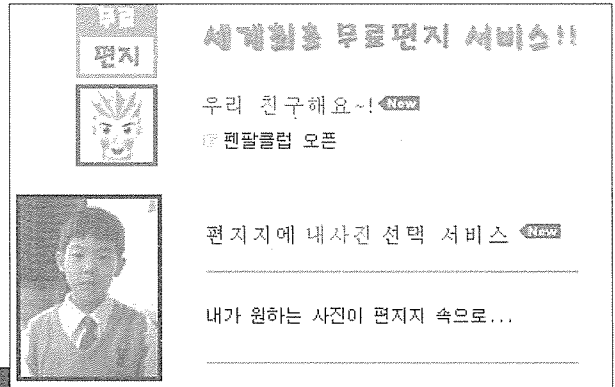 무료
편지
세계최초 무료편지 서비스!!
우리 친구해요~! New
☞ 펜팔클럽 오픈
편지지에 내사진 선택 서비스 New
내가 원하는 사진이 편지지 속으로...